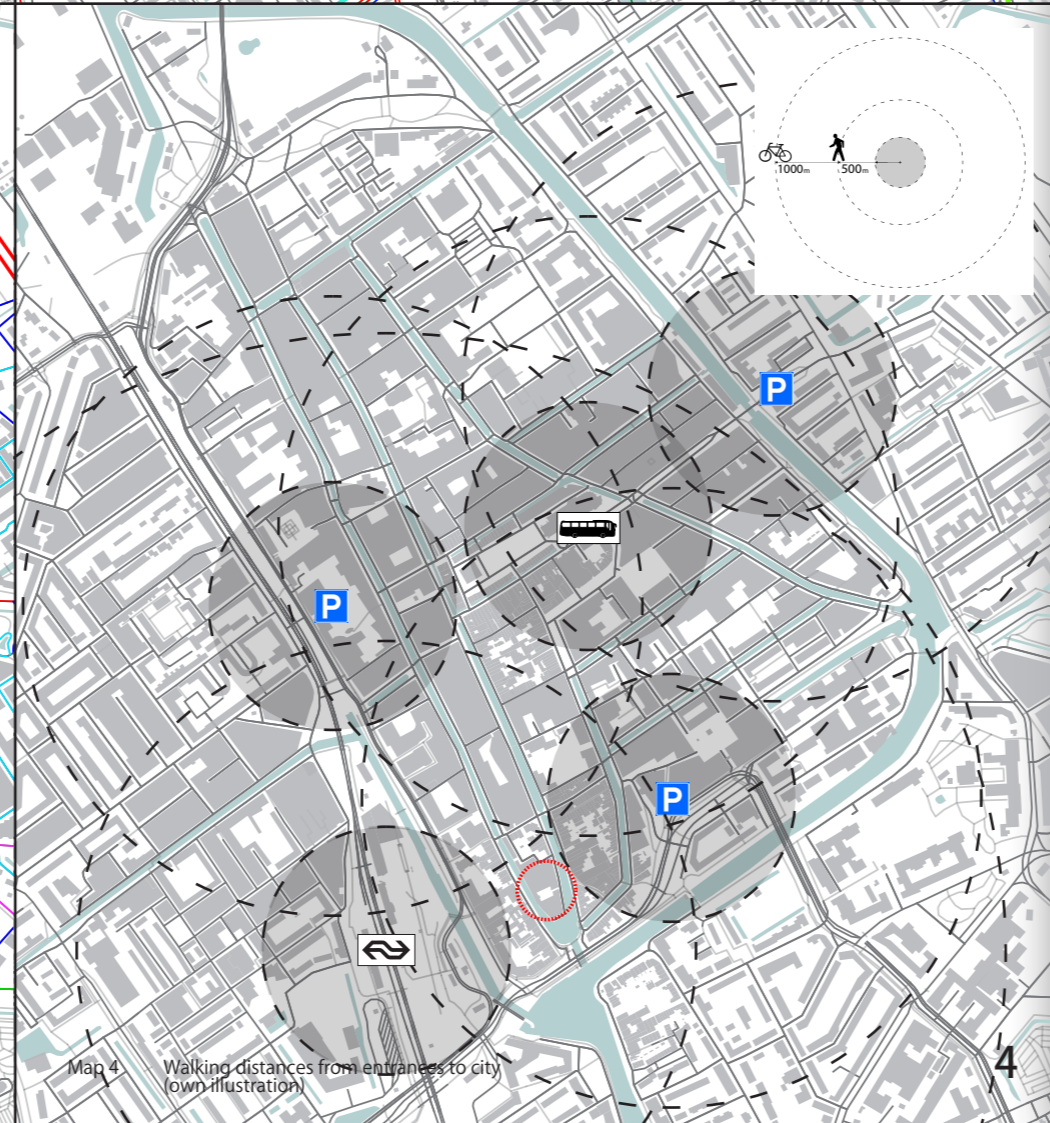 1000m
500m
P
P
P
Map 4 Walking distances from entrances to city
(own illustration)
4